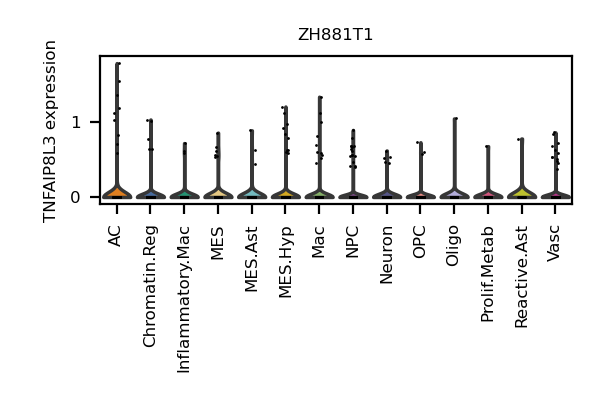 ZH881T1
TNFAIP8L3 expression
1
0
AC
Chromatin.Reg
Inflammatory.Mac
MES
MES.Ast
MES.Hyp
Mac
NPC
Neuron
OPC
Oligo
Prolif.Metab
Reactive.Ast
Vasc